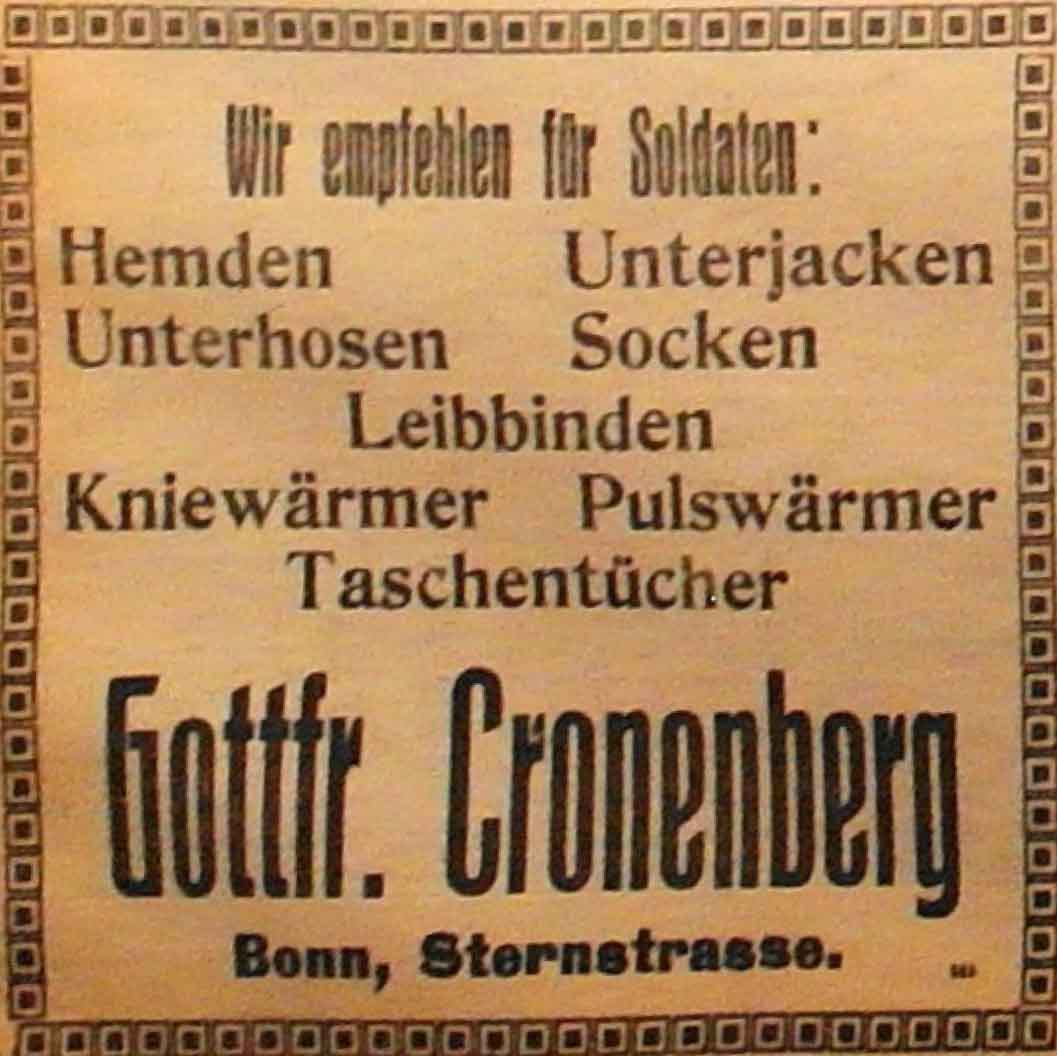 Wir empfehlen für Soldaten:
Hemden Unterjacken
Unterhosen Socken
Leibbinden
Kniewärmer Pulswärmer
Taschentücher
Gottfr. Cronenberg
Bonn, Sternstrasse.